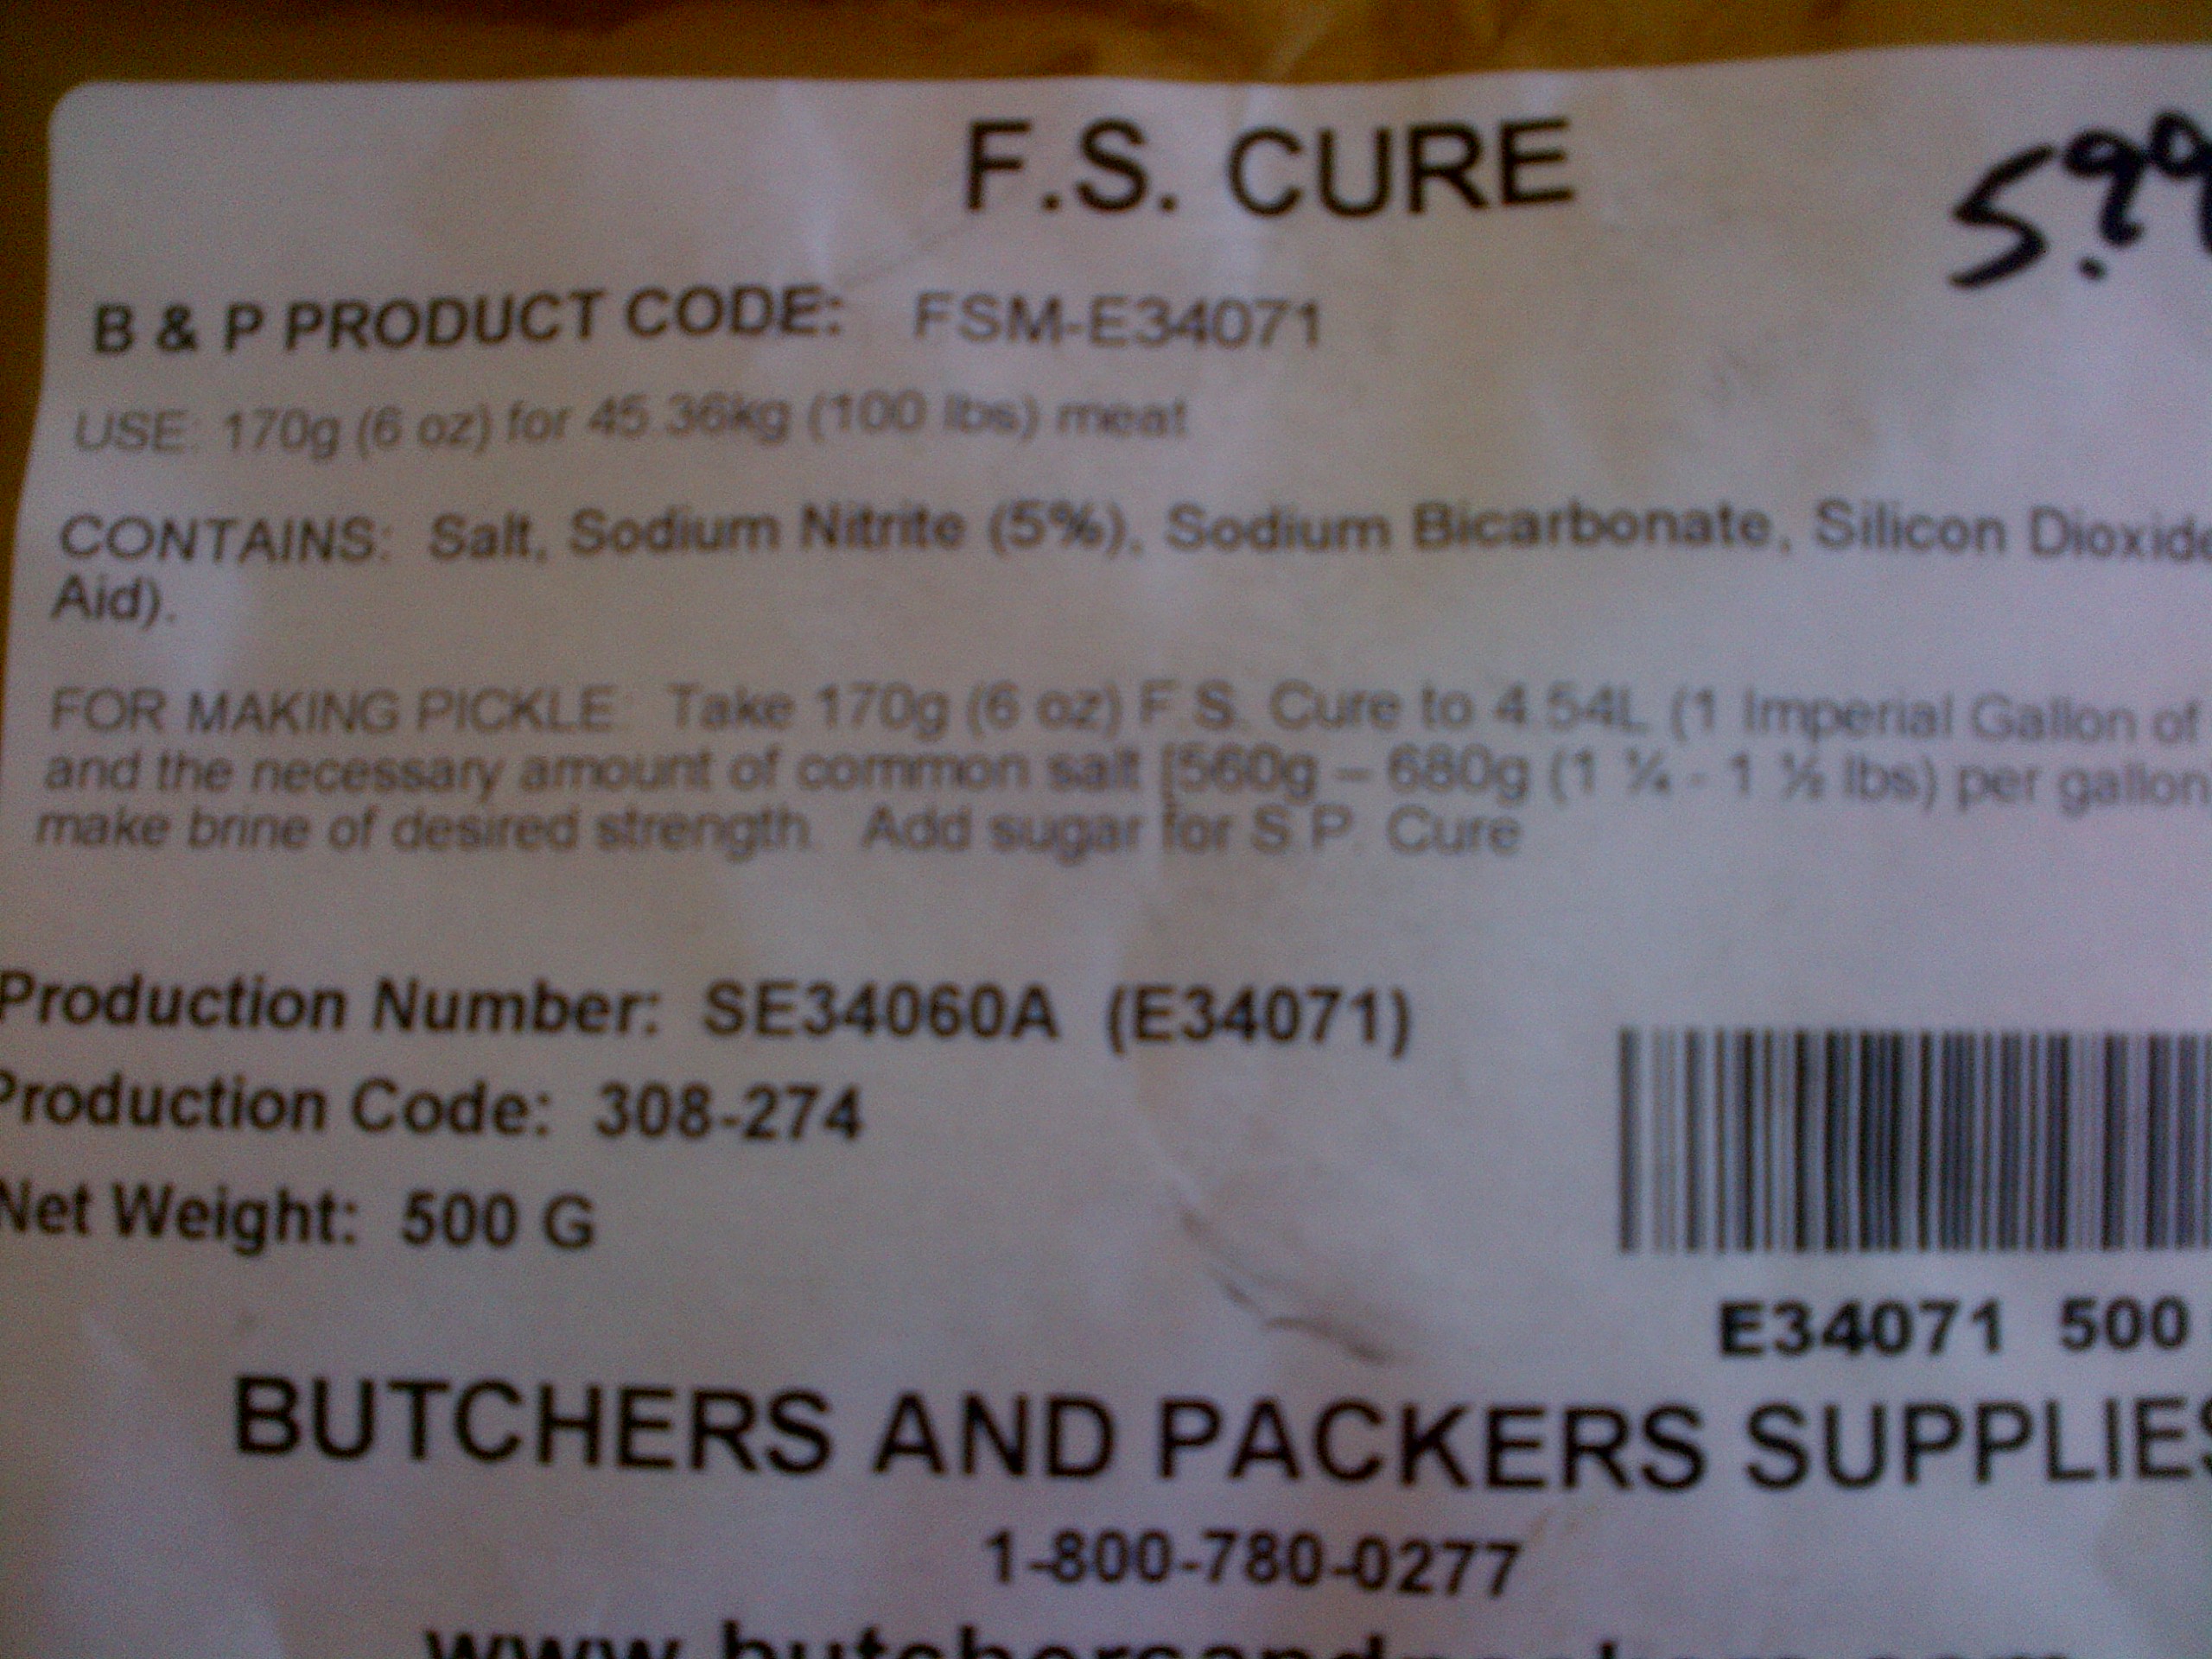 F.S. CURE
5.99
B & P PRODUCT CODE: FSM-E34071
USE: 170g (6 oz) for 45.36kg (100 lbs) meat
CONTAINS: Salt, Sodium Nitrite (5%), Sodium Bicarbonate, Silicon Dioxide
Aid).
FOR MAKING PICKLE: Take 170g (6 oz) F.S. Cure to 4.54L (1 Imperial Gallon of
and the necessary amount of common salt [560g – 680g (1 ¼ - 1 ½ lbs) per gallon
make brine of desired strength. Add sugar for S.P. Cure
Production Number: SE34060A (E34071)
Production Code: 308-274
Net Weight: 500 G
E34071 500
BUTCHERS AND PACKERS SUPPLIES
1-800-780-0277
www.butchersandpackers.com